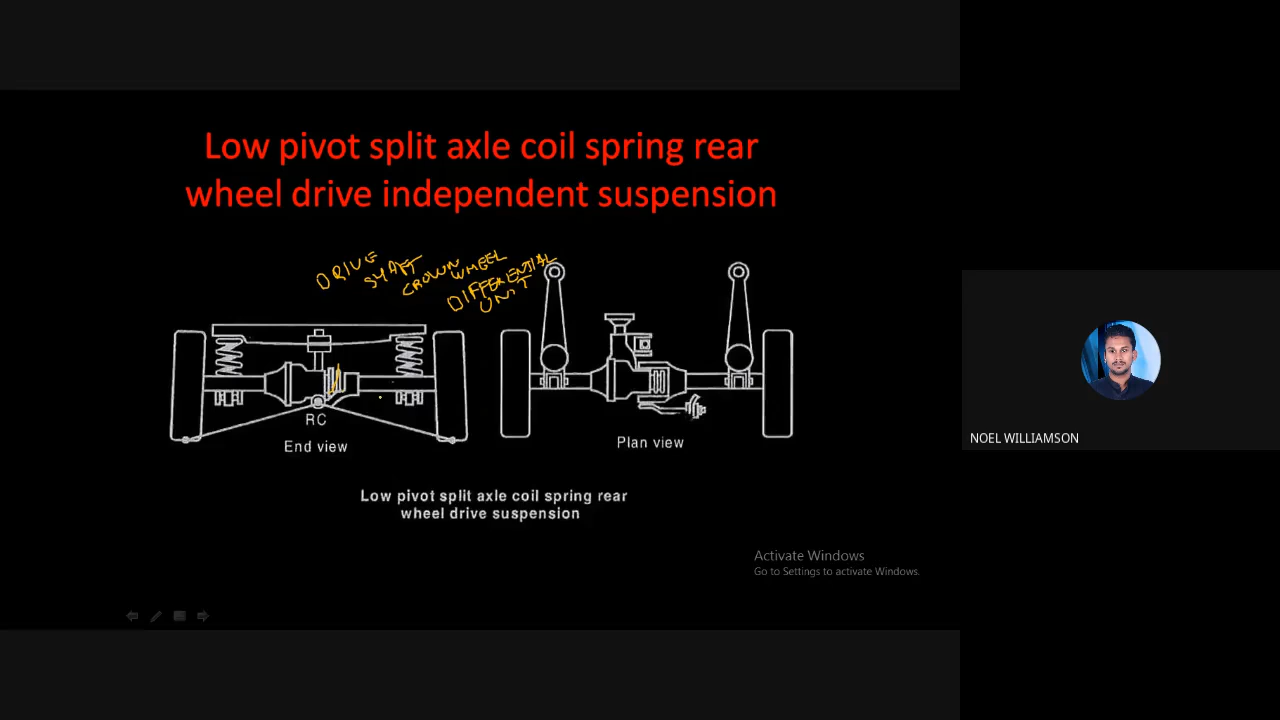 Low pivot split axle coil spring rear
wheel drive independent suspension
DRIVE
SHAFT
CROWN WHEEL
DIFFERENTIAL
UNIT
RC
End view
Plan view
Low pivot split axle coil spring rear
wheel drive suspension
NOEL WILLIAMSON
Activate Windows
Go to Settings to activate Windows.